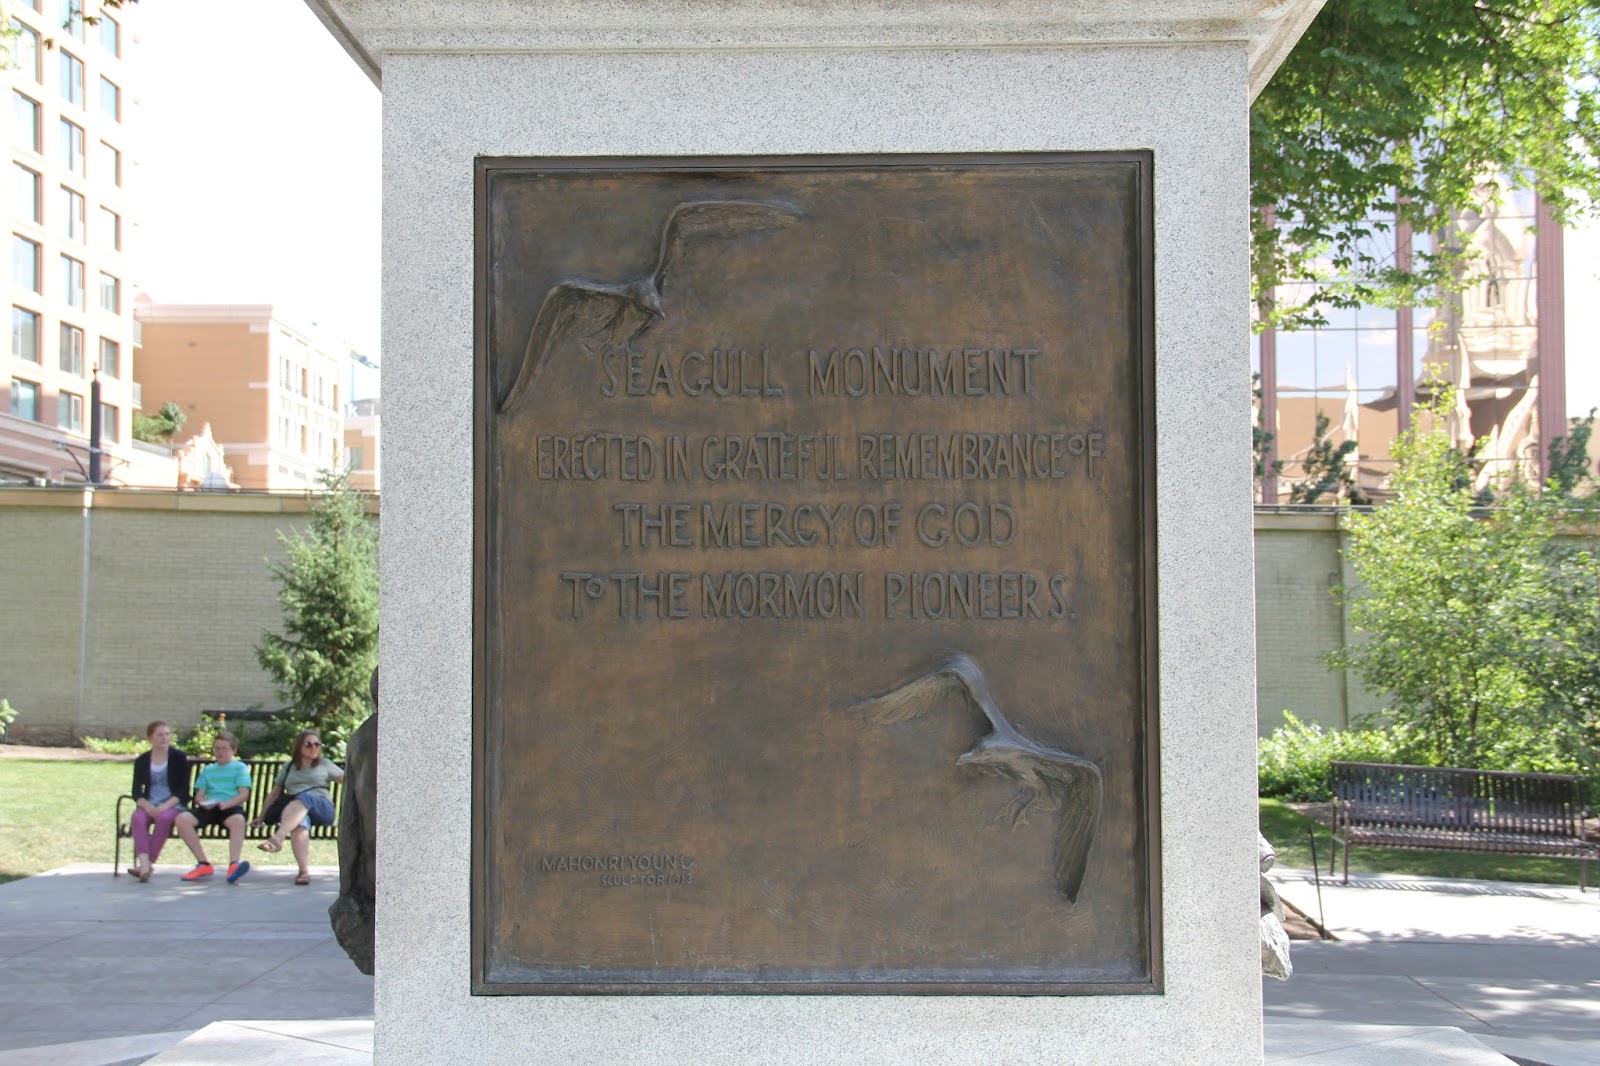 SEAGULL MONUMENT
ERECTED IN GRATEFUL REMEMBRANCE OF
THE MERCY OF GOD
TO THE MORMON PIONEERS.
MAHONRI YOUNG
SCULPTOR 1913